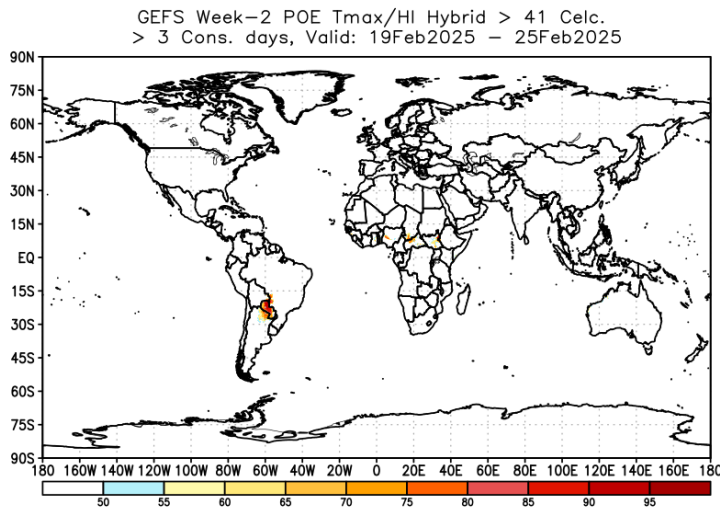 GEFS Week-2 POE Tmax/HI Hybrid > 41 Celc.
> 3 Cons. days, Valid: 19Feb2025 - 25Feb2025
90N
75N
60N
45N
30N
15N
EQ
15S
30S
45S
60S
75S
90S
180 160W 140W 120W 100W 80W 60W 40W 20W 0 20E 40E 60E 80E 100E 120E 140E 160E 180
50 55 60 65 70 75 80 85 90 95